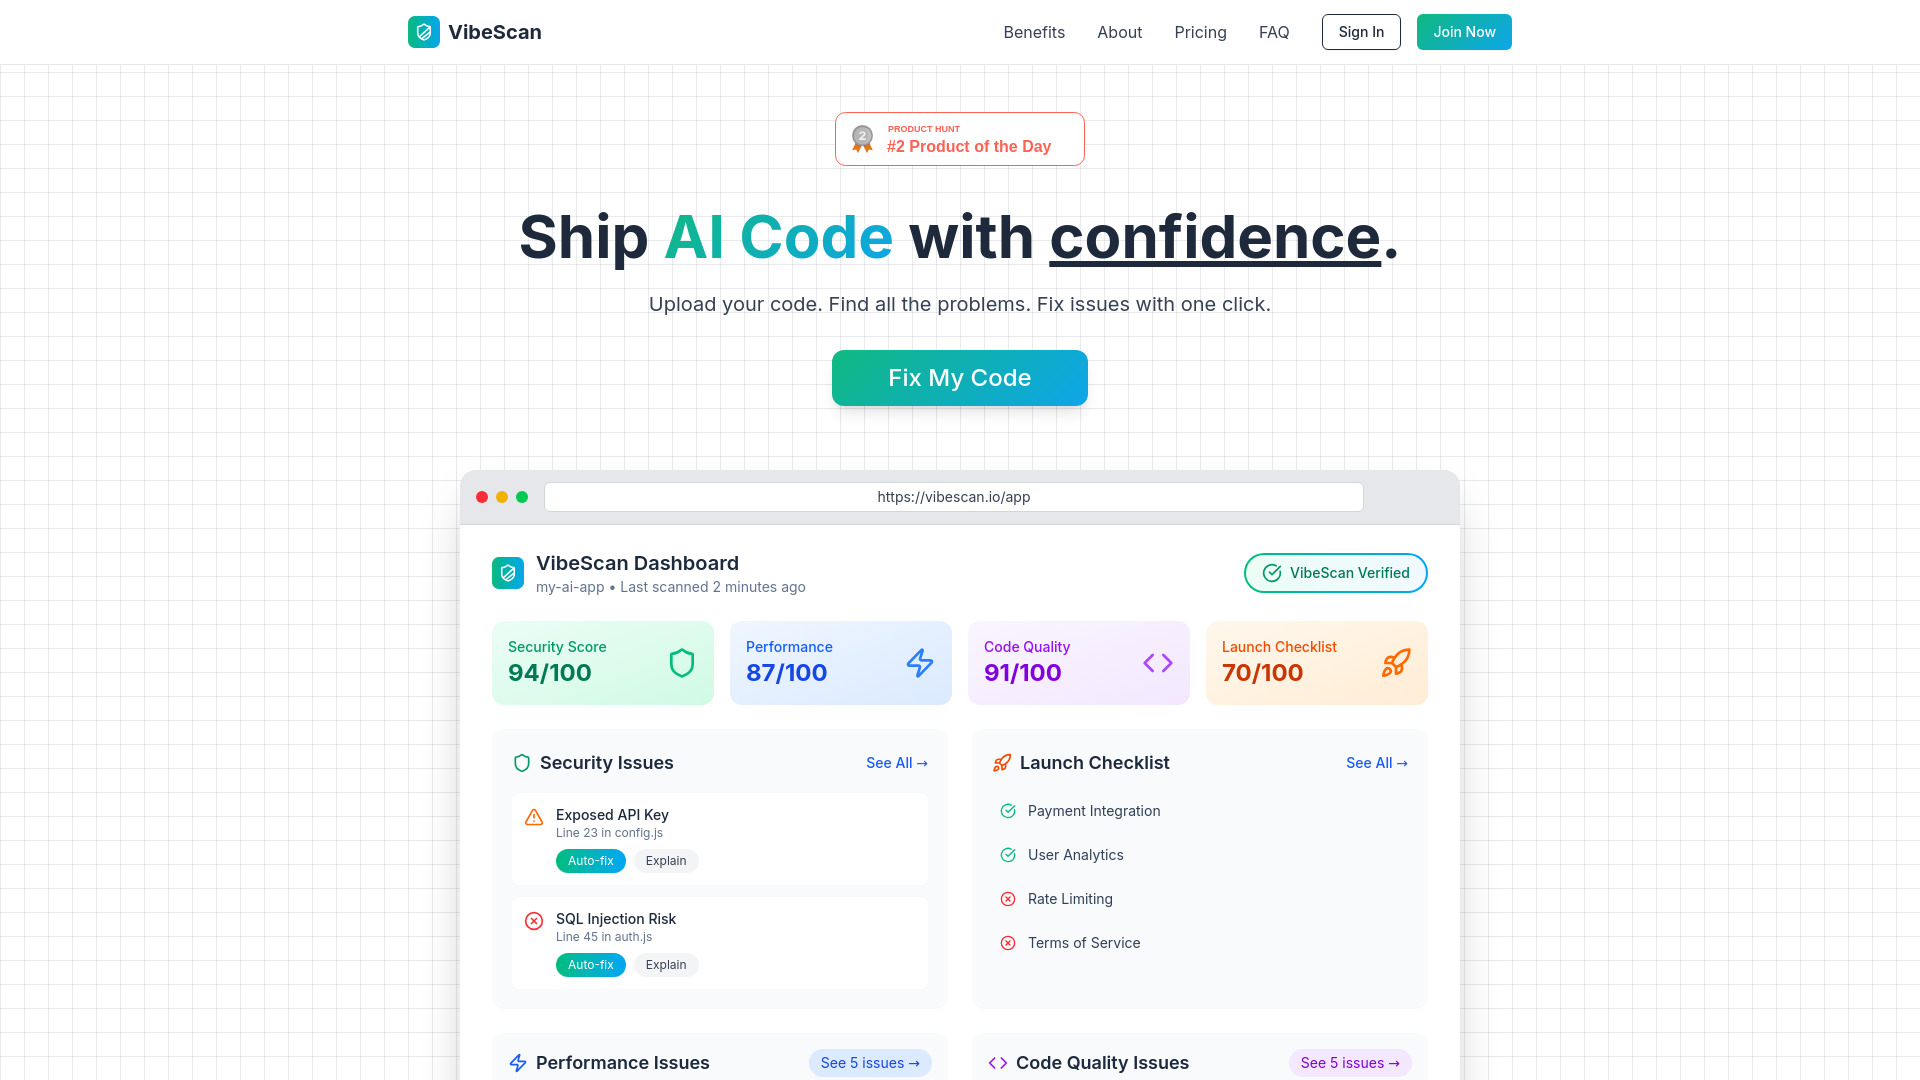 VibeScan
Benefits
About
Pricing
FAQ
Sign In
Join Now
2
PRODUCT HUNT
#2 Product of the Day
Ship AI Code with confidence.
Upload your code. Find all the problems. Fix issues with one click.
Fix My Code
https://vibescan.io/app
VibeScan Dashboard
my-ai-app • Last scanned 2 minutes ago
VibeScan Verified
Security Score
94/100
Performance
87/100
Code Quality
91/100
Launch Checklist
70/100
Security Issues
See All →
Exposed API Key
Line 23 in config.js
Auto-fix
Explain
SQL Injection Risk
Line 45 in auth.js
Auto-fix
Explain
Launch Checklist
See All →
Payment Integration
User Analytics
Rate Limiting
Terms of Service
Performance Issues
See 5 issues →
Code Quality Issues
See 5 issues →